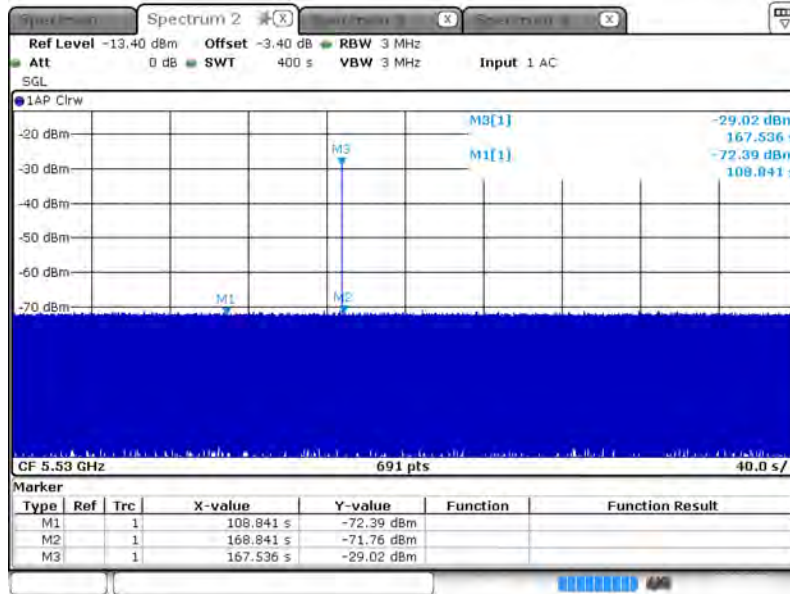 Spectrum 2
Ref Level -13.40 dBm Offset -3.40 dB RBW 3 MHz
Att 0 dB SWT 400 s VBW 3 MHz Input 1 AC
SGL
1AP Clrw
M3[1] -29.02 dBm
167.536 s
M1[1] -72.39 dBm
108.841 s
-20 dBm
M3
-30 dBm
-40 dBm
-50 dBm
-60 dBm
-70 dBm
M1
M2
CF 5.53 GHz 691 pts 40.0 s/
Marker
Type Ref Trc X-value Y-value Function Function Result
M1 1 108.841 s -72.39 dBm
M2 1 168.841 s -71.76 dBm
M3 1 167.536 s -29.02 dBm